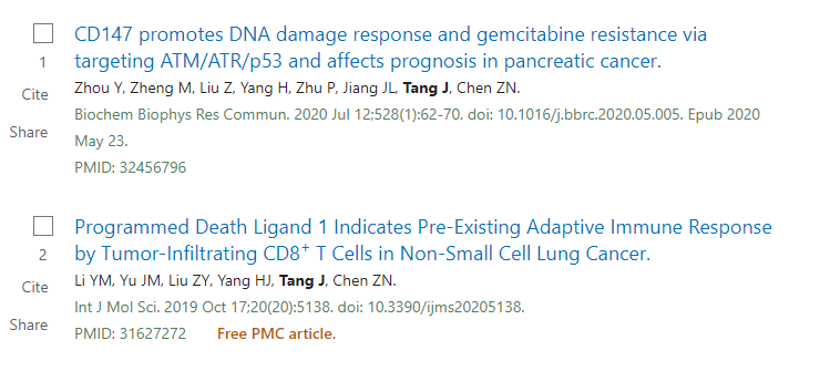 CD147 promotes DNA damage response and gemcitabine resistance via
1
targeting ATM/ATR/p53 and affects prognosis in pancreatic cancer.
Cite
Zhou Y, Zheng M, Liu Z, Yang H, Zhu P, Jiang JL, Tang J, Chen ZN.
Biochem Biophys Res Commun. 2020 Jul 12;528(1):62-70. doi: 10.1016/j.bbrc.2020.05.005. Epub 2020
Share
May 23.
PMID: 32456796
Programmed Death Ligand 1 Indicates Pre-Existing Adaptive Immune Response
2
by Tumor-Infiltrating CD8⁺ T Cells in Non-Small Cell Lung Cancer.
Cite
Li YM, Yu JM, Liu ZY, Yang HJ, Tang J, Chen ZN.
Int J Mol Sci. 2019 Oct 17;20(20):5138. doi: 10.3390/ijms20205138.
Share
PMID: 31627272 Free PMC article.